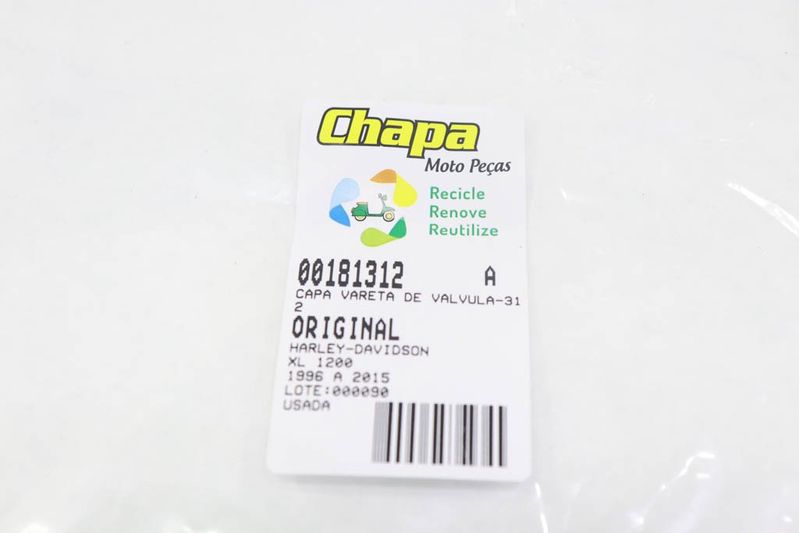 Chapa
Moto Peças
Recicle
Renove
Reutilize
00181312 A
CAPA VARETA DE VALVULA-31
2
ORIGINAL
HARLEY-DAVIDSON
XL 1200
1996 A 2015
LOTE:000090
USADA